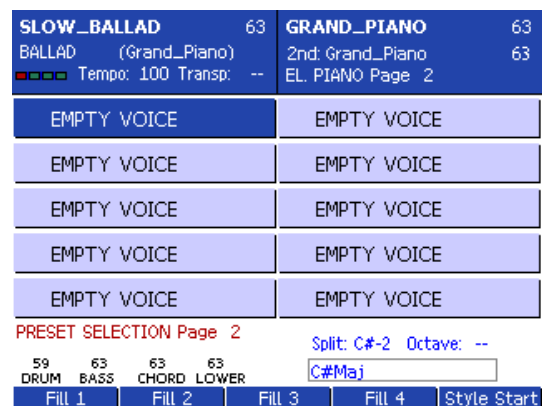 SLOW_BALLAD 63
BALLAD (Grand_Piano)
Tempo: 100 Transp: --
GRAND_PIANO 63
2nd: Grand_Piano 63
EL. PIANO Page 2
EMPTY VOICE EMPTY VOICE
EMPTY VOICE EMPTY VOICE
EMPTY VOICE EMPTY VOICE
EMPTY VOICE EMPTY VOICE
EMPTY VOICE EMPTY VOICE
PRESET SELECTION Page 2
Split: C#-2 Octave: --
59 63 63 63
DRUM BASS CHORD LOWER
C#Maj
Fill 1 Fill 2 Fill 3 Fill 4 Style Start